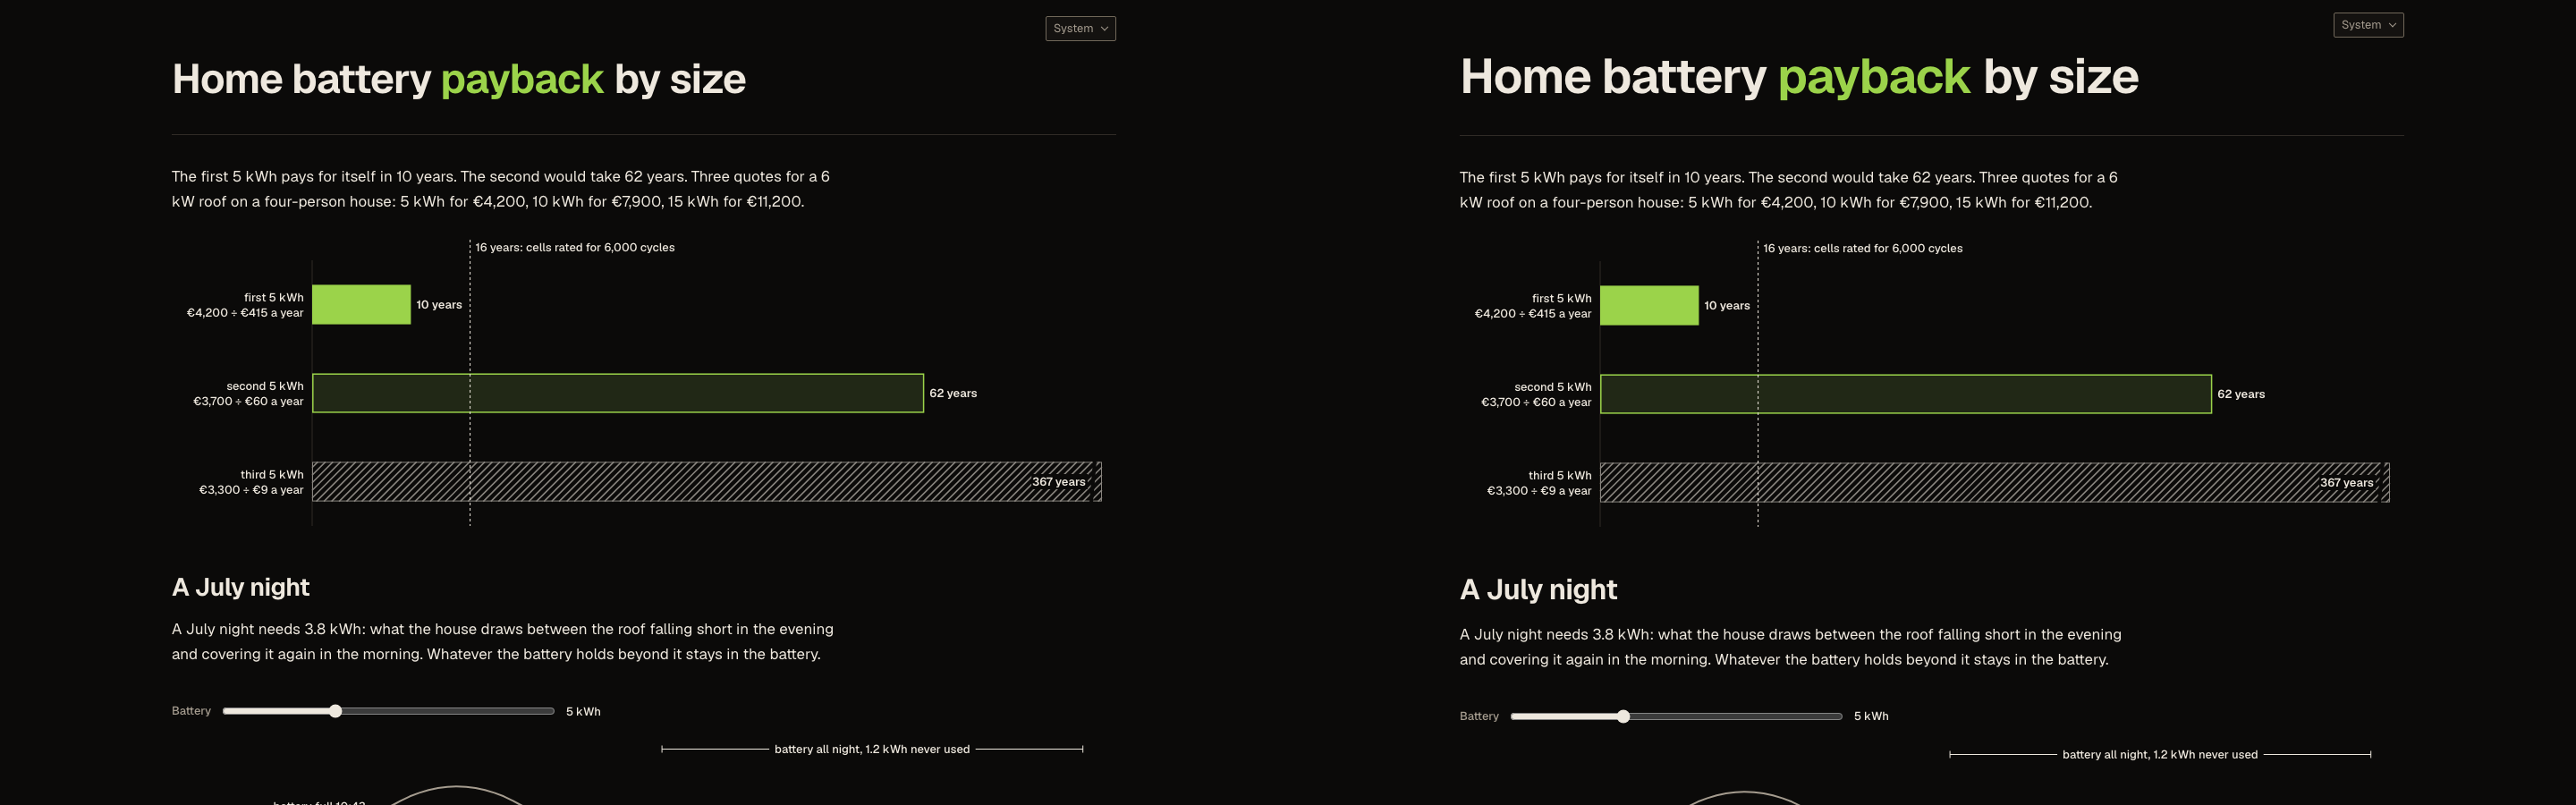 System
Home battery payback by size
The first 5 kWh pays for itself in 10 years. The second would take 62 years. Three quotes for a 6
kW roof on a four-person house: 5 kWh for €4,200, 10 kWh for €7,900, 15 kWh for €11,200.
16 years: cells rated for 6,000 cycles
first 5 kWh
€4,200 ÷ €415 a year
10 years
second 5 kWh
€3,700 ÷ €60 a year
62 years
third 5 kWh
€3,300 ÷ €9 a year
367 years
A July night
A July night needs 3.8 kWh: what the house draws between the roof falling short in the evening
and covering it again in the morning. Whatever the battery holds beyond it stays in the battery.
Battery
5 kWh
battery all night, 1.2 kWh never used
System
Home battery payback by size
The first 5 kWh pays for itself in 10 years. The second would take 62 years. Three quotes for a 6
kW roof on a four-person house: 5 kWh for €4,200, 10 kWh for €7,900, 15 kWh for €11,200.
16 years: cells rated for 6,000 cycles
first 5 kWh
€4,200 ÷ €415 a year
10 years
second 5 kWh
€3,700 ÷ €60 a year
62 years
third 5 kWh
€3,300 ÷ €9 a year
367 years
A July night
A July night needs 3.8 kWh: what the house draws between the roof falling short in the evening
and covering it again in the morning. Whatever the battery holds beyond it stays in the battery.
Battery
5 kWh
battery all night, 1.2 kWh never used